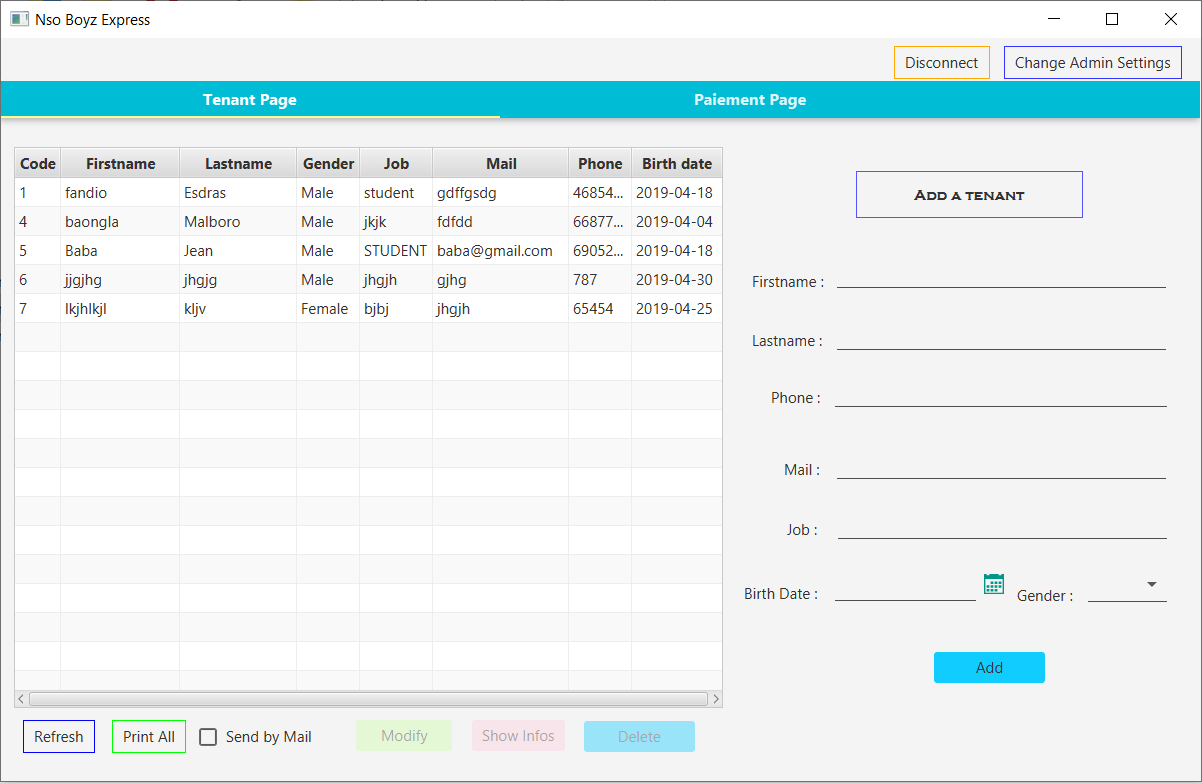 Nso Boyz Express
Disconnect Change Admin Settings
Tenant Page Paiement Page
Code Firstname Lastname Gender Job Mail Phone Birth date
1 fandio Esdras Male student gdffgsdg 46854... 2019-04-18
4 baongla Malboro Male jkjk fdfdd 66877... 2019-04-04
5 Baba Jean Male STUDENT baba@gmail.com 69052... 2019-04-18
6 jjgjhg jhgjg Male jhgjh gjhg 787 2019-04-30
7 lkjhlkjl kljv Female bjbj jhgjh 65454 2019-04-25
Add a tenant
Firstname :
Lastname :
Phone :
Mail :
Job :
Birth Date : Gender :
Add
Refresh Print All Send by Mail Modify Show Infos Delete